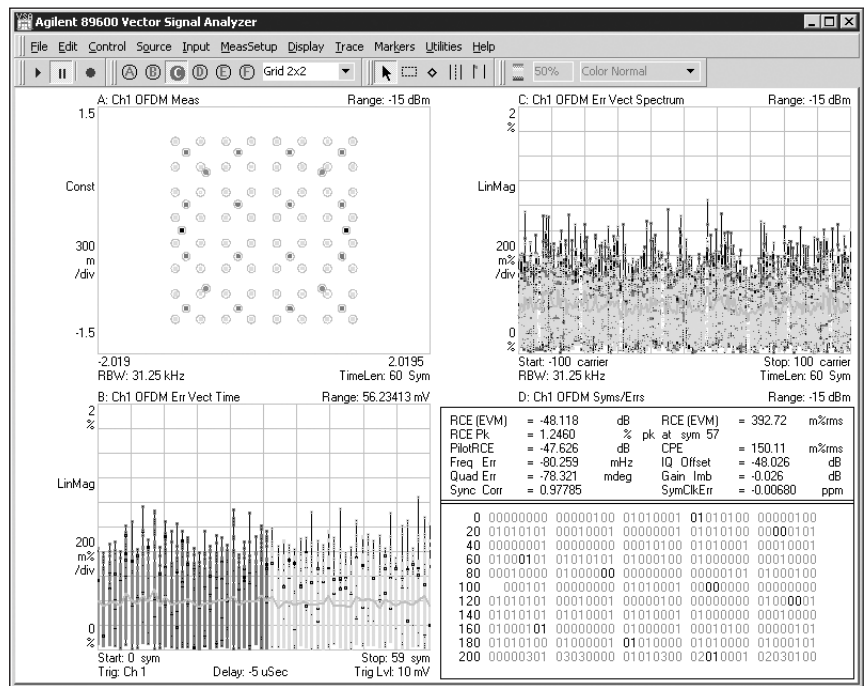 Agilent 89600 Vector Signal Analyzer
File Edit Control Source Input MeasSetup Display Trace Markers Utilities Help
A B C D E F Grid 2x2 50% Color Normal
A: Ch1 OFDM Meas Range: -15 dBm
1.5
Const
300
m
/div
-1.5
-2.019 2.0195
RBW: 31.25 kHz TimeLen: 60 Sym
C: Ch1 OFDM Err Vect Spectrum Range: -15 dBm
2
%
LinMag
200
m%
/div
0
%
Start: -100 carrier Stop: 100 carrier
RBW: 31.25 kHz TimeLen: 60 Sym
B: Ch1 OFDM Err Vect Time Range: 56.23413 mV
2
%
LinMag
200
m%
/div
0
%
Start: 0 sym Stop: 59 sym
Trig: Ch 1 Delay: -5 uSec Trig Lvl: 10 mV
D: Ch1 OFDM Syms/Errs Range: -15 dBm
RCE (EVM) = -48.118 dB RCE (EVM) = 392.72 m%rms
RCE Pk = 1.2460 % pk at sym 57
PilotRCE = -47.626 dB CPE = 150.11 m%rms
Freq Err = -80.259 mHz IQ Offset = -48.026 dB
Quad Err = -78.321 mdeg Gain Imb = -0.026 dB
Sync Corr = 0.97785 SymClkErr = -0.00680 ppm
0 00000000 00000100 01010001 01010100 00000100
20 01010101 00010001 00000001 01010100 00000101
40 00000001 00000000 00010100 01010001 00010001
60 01000101 01010101 01000100 01010001 00000101
80 00010000 01000000 00000000 00000101 01000100
100 000101 00000000 01010001 00000000 00000000
120 01010101 00010001 00000100 00000000 01000001
140 01010101 01010001 01000001 01010000 01000101
160 01000101 00000000 01000001 00010100 00000101
180 01010100 01000001 01010001 01000000 01000101
200 00000301 03030000 01010300 02010001 02030100